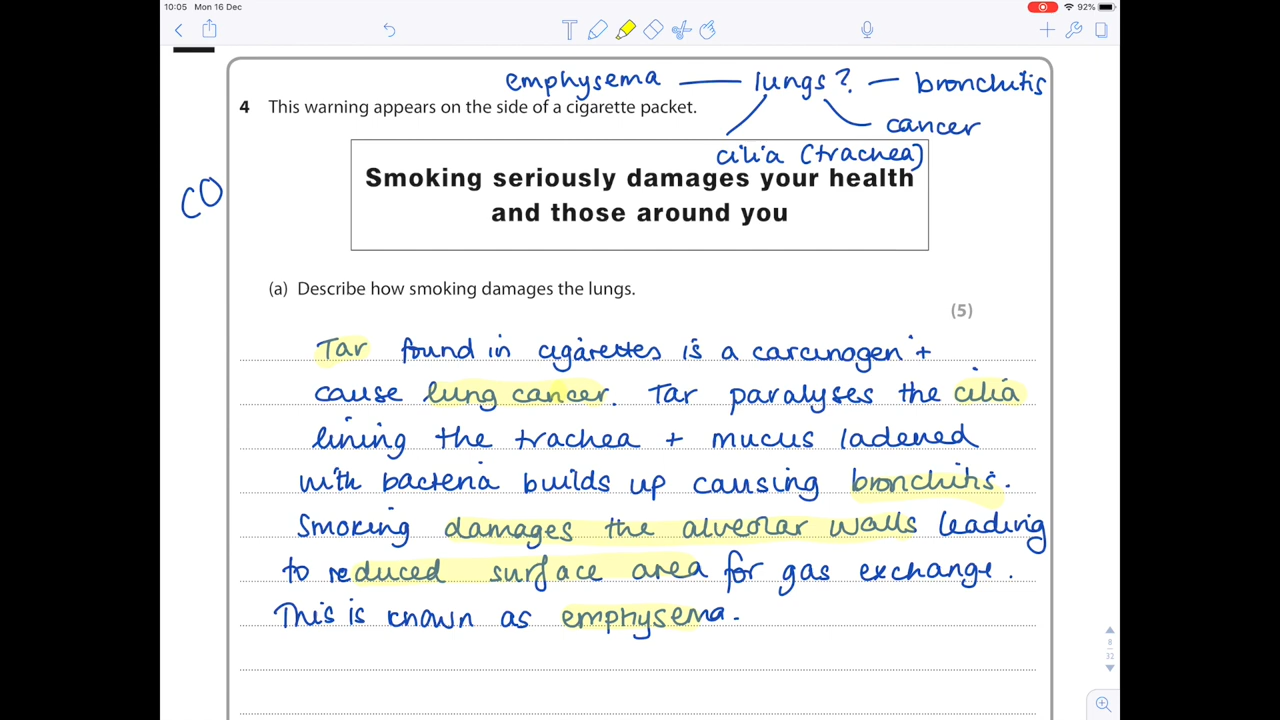 10:05 Mon 16 Dec
92%
T
emphysema — lungs? — bronchitis
cancer
cilia (trachea)
4 This warning appears on the side of a cigarette packet.
Smoking seriously damages your health
and those around you
CO
(a) Describe how smoking damages the lungs.
(5)
Tar found in cigarettes is a carcinogen +
cause lung cancer. Tar paralyses the cilia
lining the trachea + mucus ladened
with bacteria builds up causing bronchitis.
Smoking damages the alveolar walls leading
to reduced surface area for gas exchange.
This is known as emphysema.
8
32